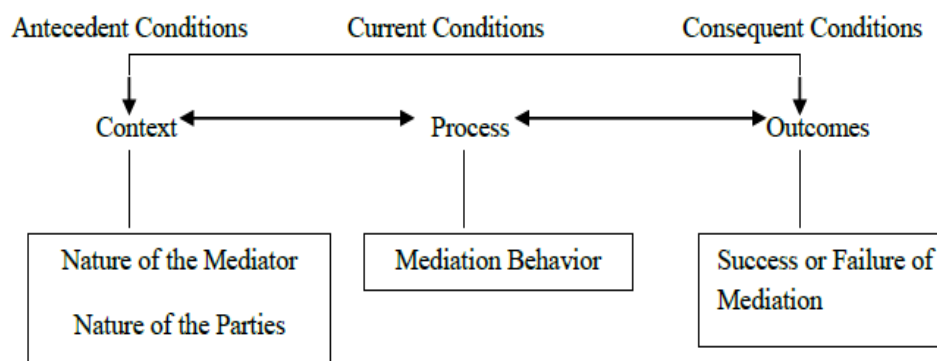 Antecedent Conditions
Current Conditions
Consequent Conditions
Context
Process
Outcomes
Nature of the Mediator
Nature of the Parties
Mediation Behavior
Success or Failure of
Mediation